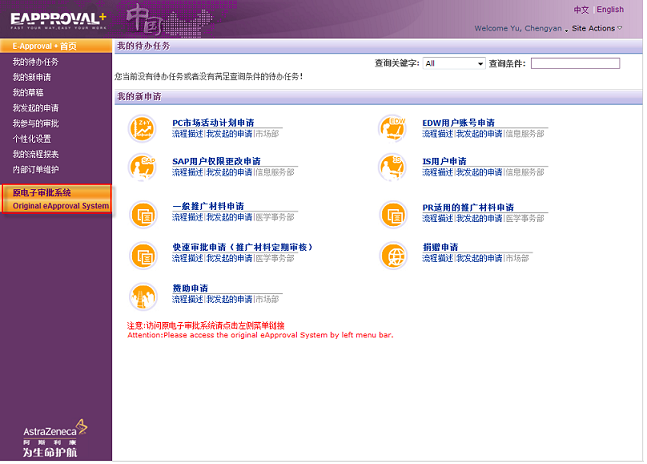 EAPPROVAL+
FAST YOUR WAY, EASY YOUR WORK
中国
中文 | English
Welcome Yu, Chengyan , Site Actions
E-Approval + 首页
我的待办任务
我的新申请
我的草稿
我发起的申请
我参与的审批
个性化设置
我的流程报表
内部订单维护
原电子审批系统
Original eApproval System
我的待办任务
查询关键字: All 查询条件:
您当前没有待办任务或者没有满足查询条件的待办任务!
我的新申请
PC市场活动计划申请
流程描述|我发起的申请|市场部
EDW
EDW用户账号申请
流程描述|我发起的申请|信息服务部
SAP
SAP用户权限更改申请
流程描述|我发起的申请|信息服务部
IS
IS用户申请
流程描述|我发起的申请|信息服务部
一般推广材料申请
流程描述|我发起的申请|医学事务部
PR适用的推广材料申请
流程描述|我发起的申请|医学事务部
快速审批申请（推广材料定期审核）
流程描述|我发起的申请|医学事务部
捐赠申请
流程描述|我发起的申请|市场部
赞助申请
流程描述|我发起的申请|市场部
注意:访问原电子审批系统请点击左侧菜单链接
Attention:Please access the original eApproval System by left menu bar.
AstraZeneca
阿斯利康
为生命护航